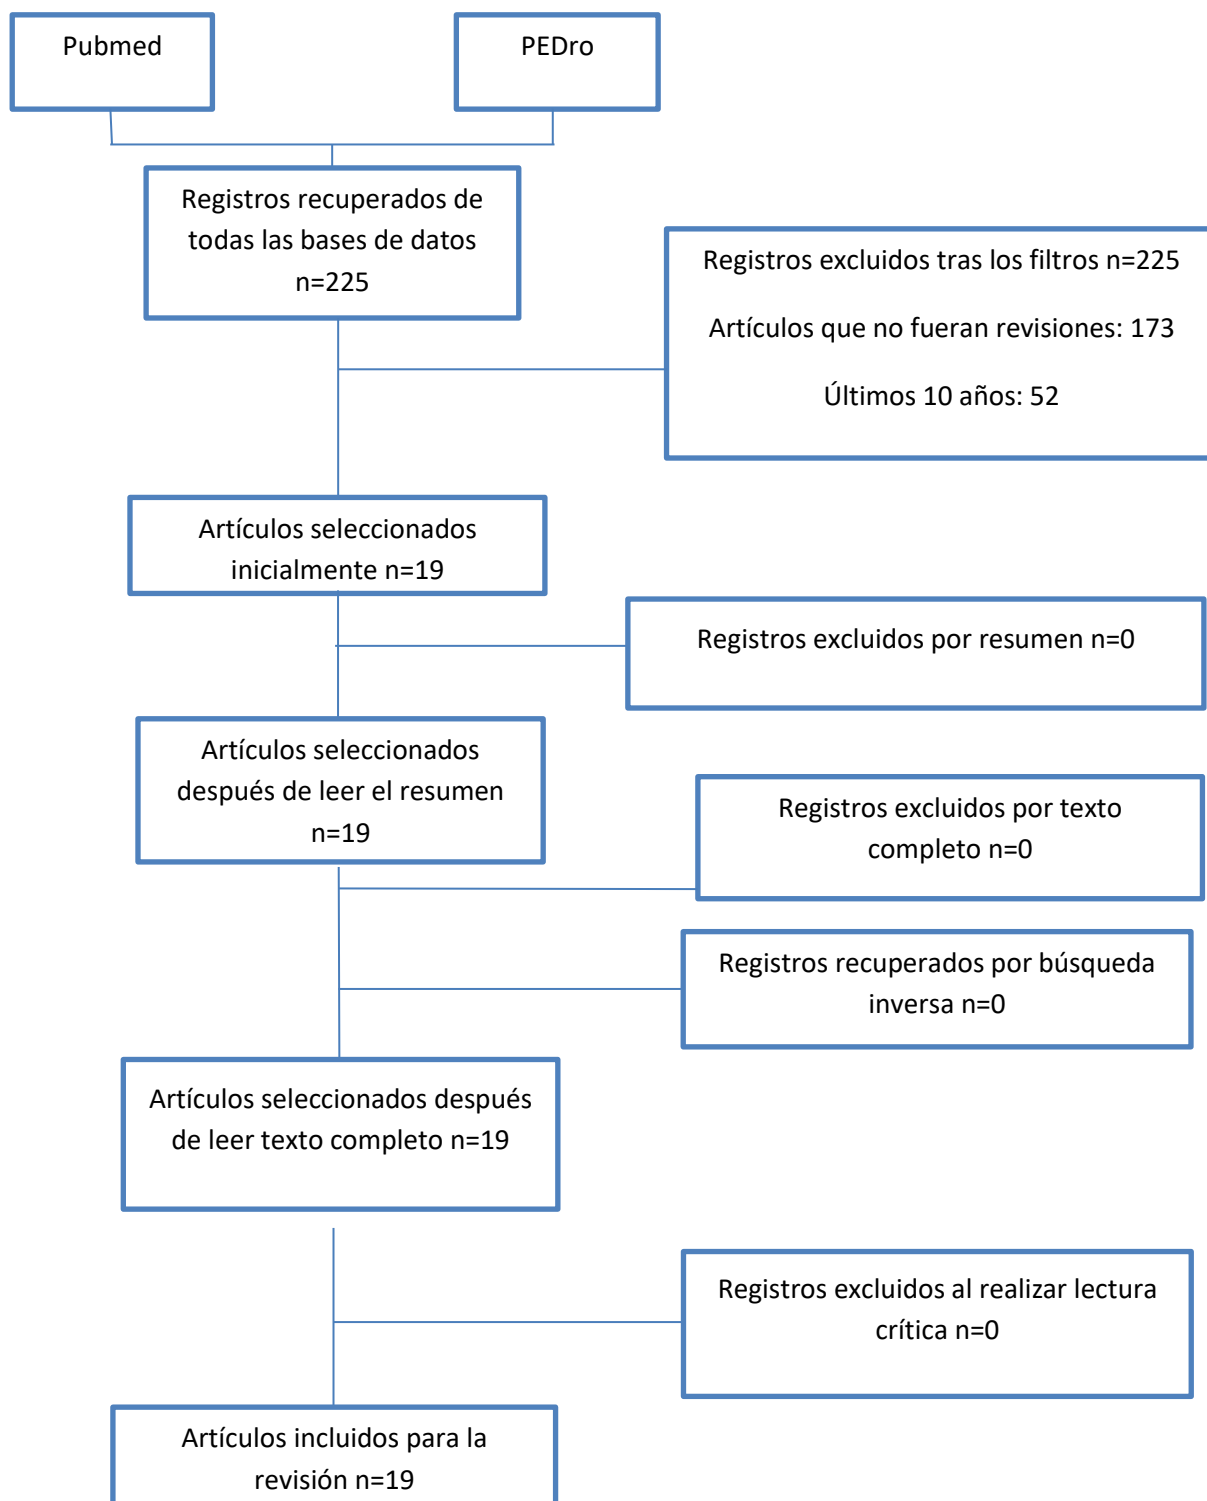 Pubmed
PEDro
Registros recuperados de
todas las bases de datos
n=225
Registros excluidos tras los filtros n=225
Artículos que no fueran revisiones: 173
Últimos 10 años: 52
Artículos seleccionados
inicialmente n=19
Registros excluidos por resumen n=0
Artículos seleccionados
después de leer el resumen
n=19
Registros excluidos por texto
completo n=0
Registros recuperados por búsqueda
inversa n=0
Artículos seleccionados después
de leer texto completo n=19
Registros excluidos al realizar lectura
crítica n=0
Artículos incluidos para la
revisión n=19